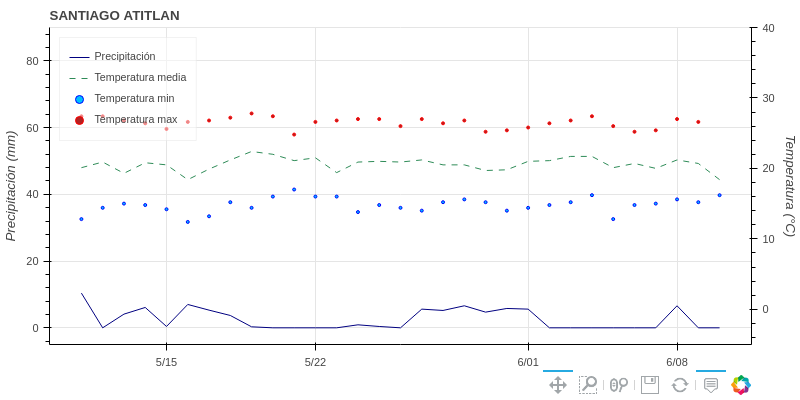 SANTIAGO ATITLAN
Precipitación
Temperatura media
Temperatura min
Temperatura max
Precipitación (mm)
80
60
40
20
0
Temperatura (°C)
40
30
20
10
0
5/15
5/22
6/01
6/08